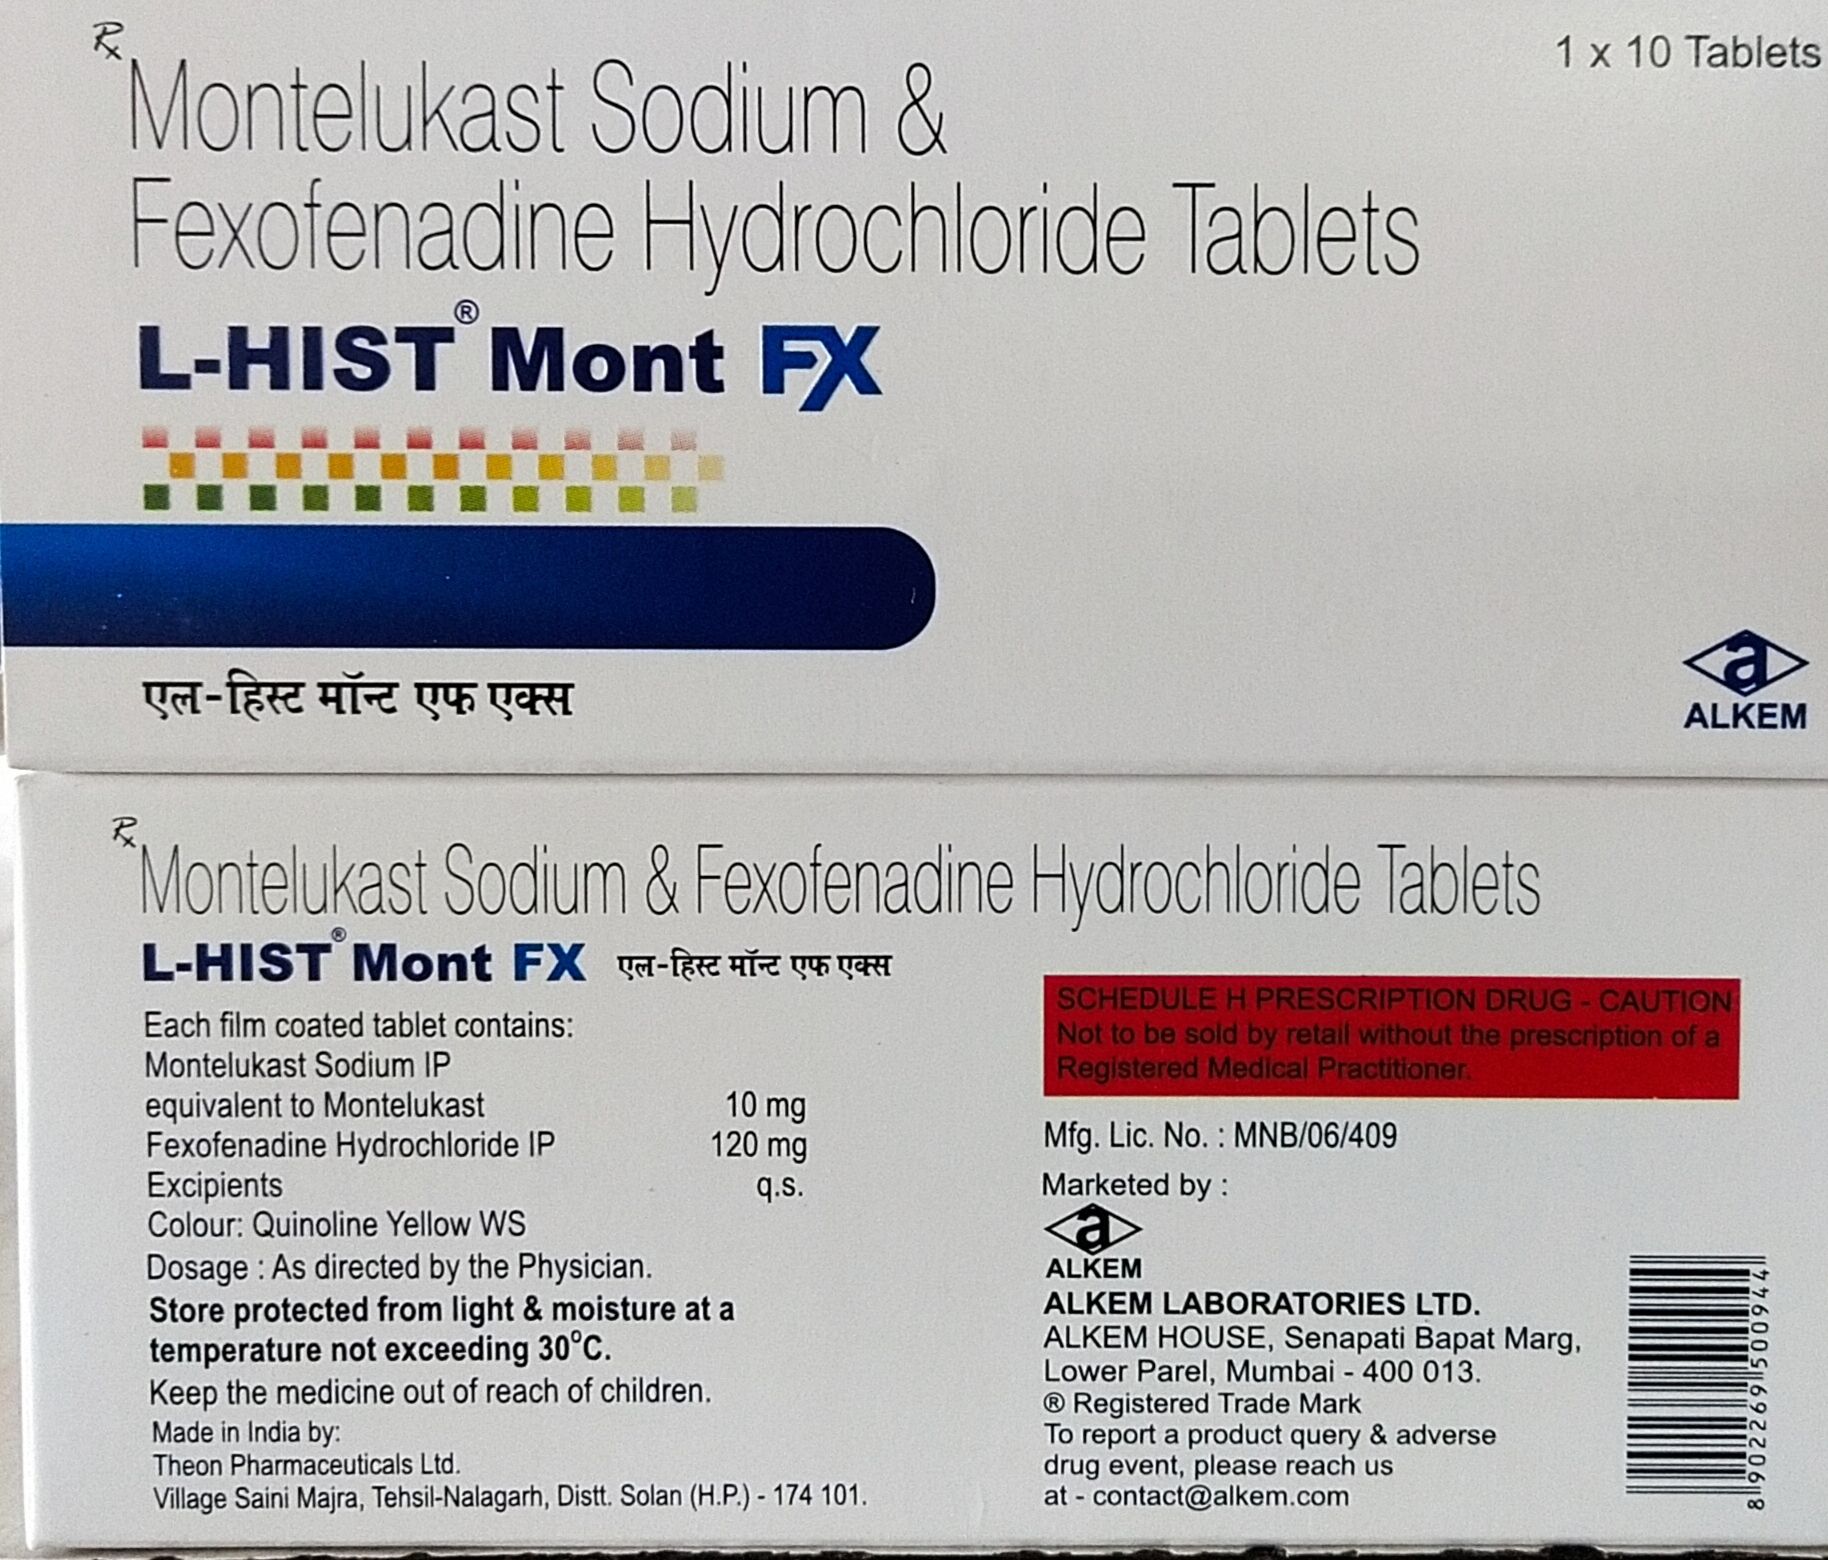 Rx
1 x 10 Tablets
Montelukast Sodium &
Fexofenadine Hydrochloride Tablets
L-HIST® Mont FX
एल-हिस्ट मॉन्ट एफ एक्स
a
ALKEM
Rx
Montelukast Sodium & Fexofenadine Hydrochloride Tablets
L-HIST® Mont FX एल-हिस्ट मॉन्ट एफ एक्स
Each film coated tablet contains:
Montelukast Sodium IP
equivalent to Montelukast 10 mg
Fexofenadine Hydrochloride IP 120 mg
Excipients q.s.
Colour: Quinoline Yellow WS
Dosage : As directed by the Physician.
Store protected from light & moisture at a
temperature not exceeding 30°C.
Keep the medicine out of reach of children.
Made in India by:
Theon Pharmaceuticals Ltd.
Village Saini Majra, Tehsil-Nalagarh, Distt. Solan (H.P.) - 174 101.
SCHEDULE H PRESCRIPTION DRUG - CAUTION
Not to be sold by retail without the prescription of a
Registered Medical Practitioner.
Mfg. Lic. No. : MNB/06/409
Marketed by :
a
ALKEM
ALKEM LABORATORIES LTD.
ALKEM HOUSE, Senapati Bapat Marg,
Lower Parel, Mumbai - 400 013.
® Registered Trade Mark
To report a product query & adverse
drug event, please reach us
at - contact@alkem.com
8 902269 500944